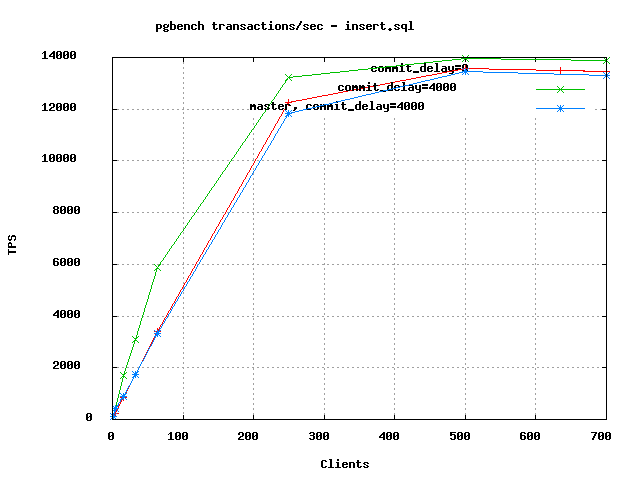 pgbench transactions/sec - insert.sql
14000
12000
10000
8000
6000
4000
2000
0
TPS
commit_delay=0
commit_delay=4000
master, commit_delay=4000
0 100 200 300 400 500 600 700
Clients